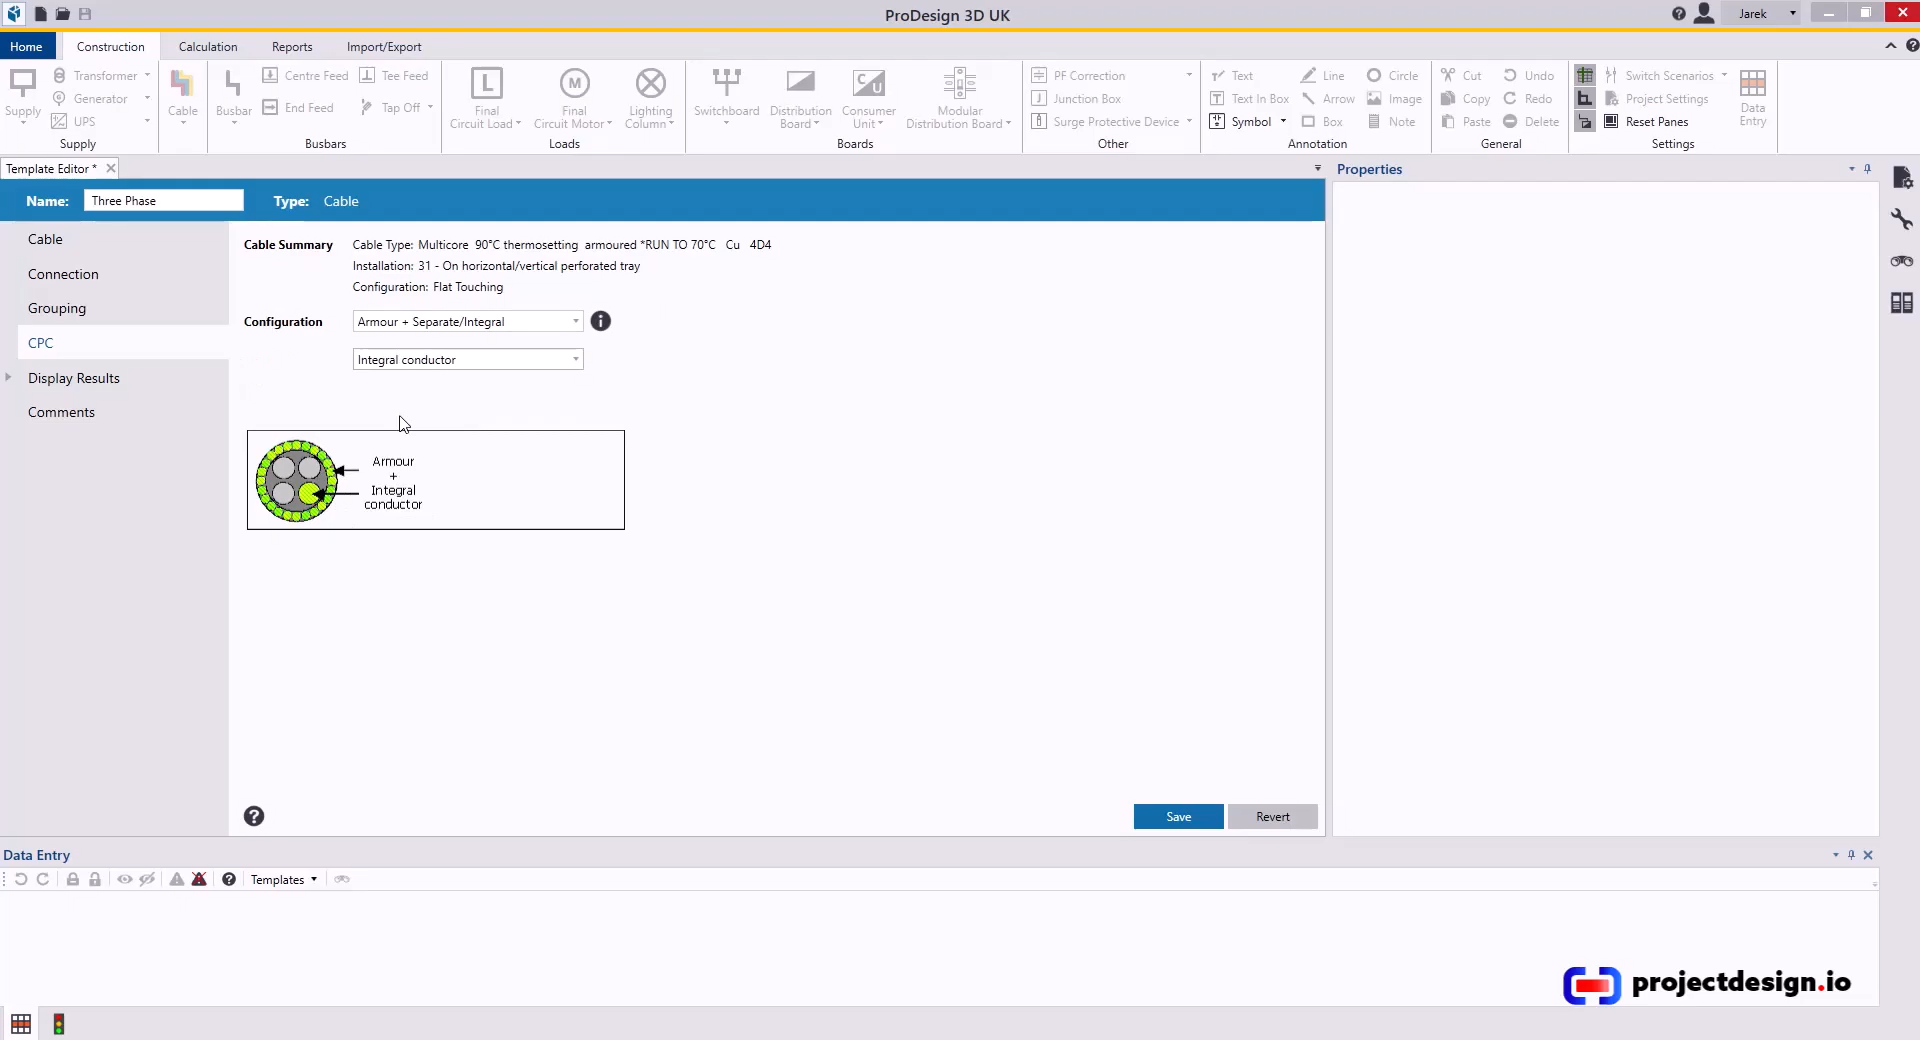 ProDesign 3D UK
Jarek
Home
Construction
Calculation
Reports
Import/Export
Supply
Transformer
Generator
UPS
Supply
Cable
Busbar
Centre Feed
Tee Feed
End Feed
Tap Off
Busbars
Final
Circuit Load
Final
Circuit Motor
Lighting
Column
Loads
Switchboard
Distribution
Board
Consumer
Unit
Modular
Distribution Board
Boards
PF Correction
Junction Box
Surge Protective Device
Other
Text
Line
Circle
Text In Box
Arrow
Image
Symbol
Box
Note
Annotation
Cut
Undo
Copy
Redo
Paste
Delete
General
Switch Scenarios
Project Settings
Reset Panes
Data
Entry
Settings
Template Editor *
Properties
Name: Three Phase Type: Cable
Cable
Connection
Grouping
CPC
Display Results
Comments
Cable Summary Cable Type: Multicore 90°C thermosetting armoured *RUN TO 70°C Cu 4D4
Installation: 31 - On horizontal/vertical perforated tray
Configuration: Flat Touching
Configuration Armour + Separate/Integral
Integral conductor
Armour
+
Integral
conductor
Save
Revert
Data Entry
Templates
projectdesign.io